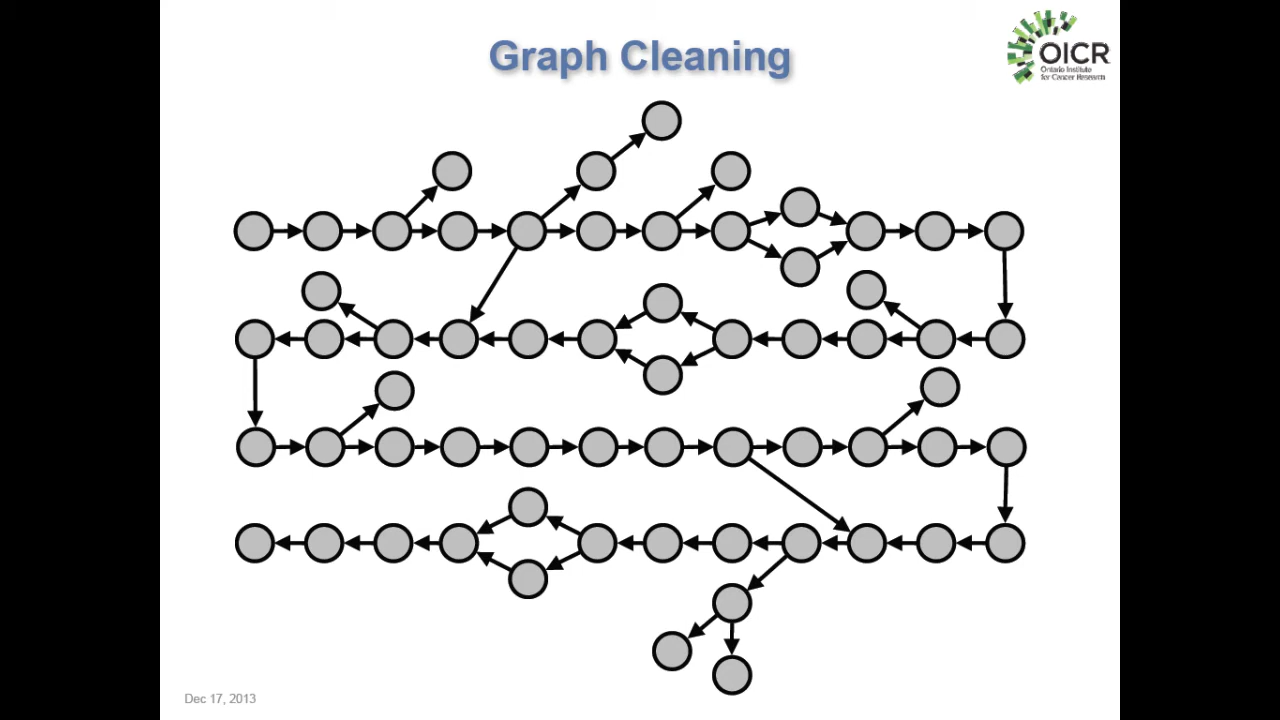 Graph Cleaning
OICR
Ontario Institute
for Cancer Research
Dec 17, 2013